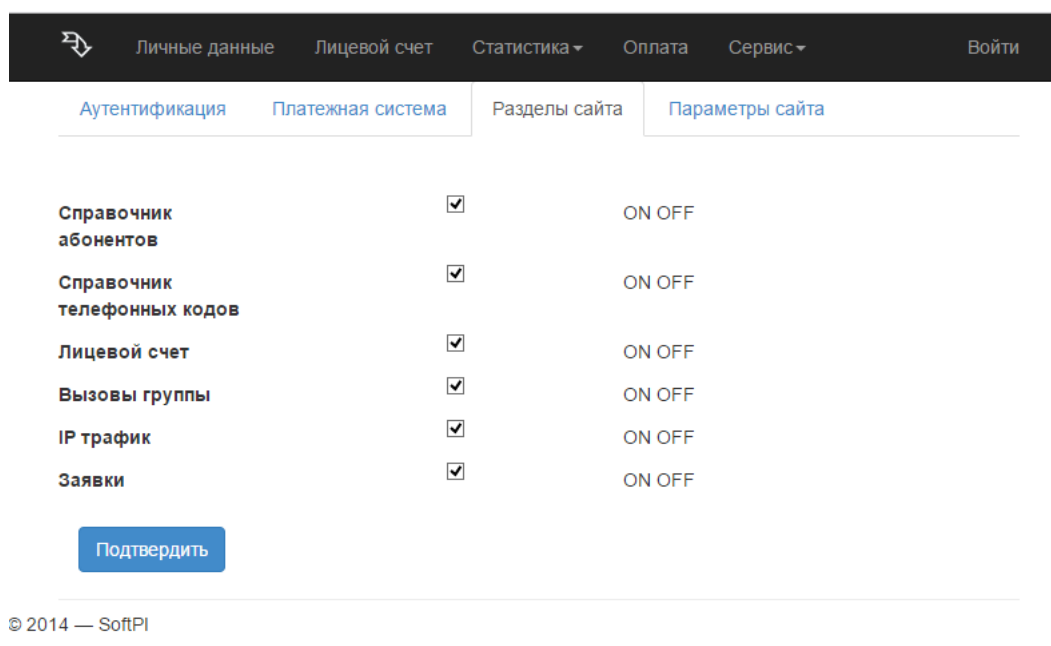 Личные данные Лицевой счет Статистика Оплата Сервис Войти
Аутентификация Платежная система Разделы сайта Параметры сайта
Справочник
абонентов
ON OFF
Справочник
телефонных кодов
ON OFF
Лицевой счет ON OFF
Вызовы группы ON OFF
IP трафик ON OFF
Заявки ON OFF
Подтвердить
© 2014 — SoftPI